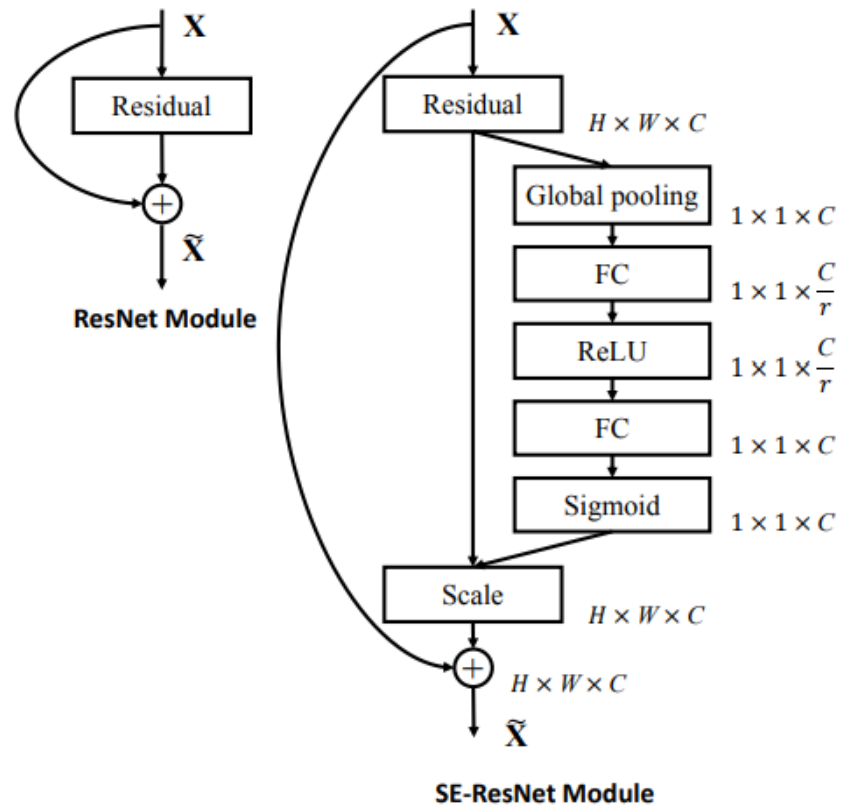 X
Residual
+
X̃
ResNet Module
X
Residual
H × W × C
Global pooling
1 × 1 × C
FC
1 × 1 × C/r
ReLU
1 × 1 × C/r
FC
1 × 1 × C
Sigmoid
1 × 1 × C
Scale
H × W × C
+
H × W × C
X̃
SE-ResNet Module